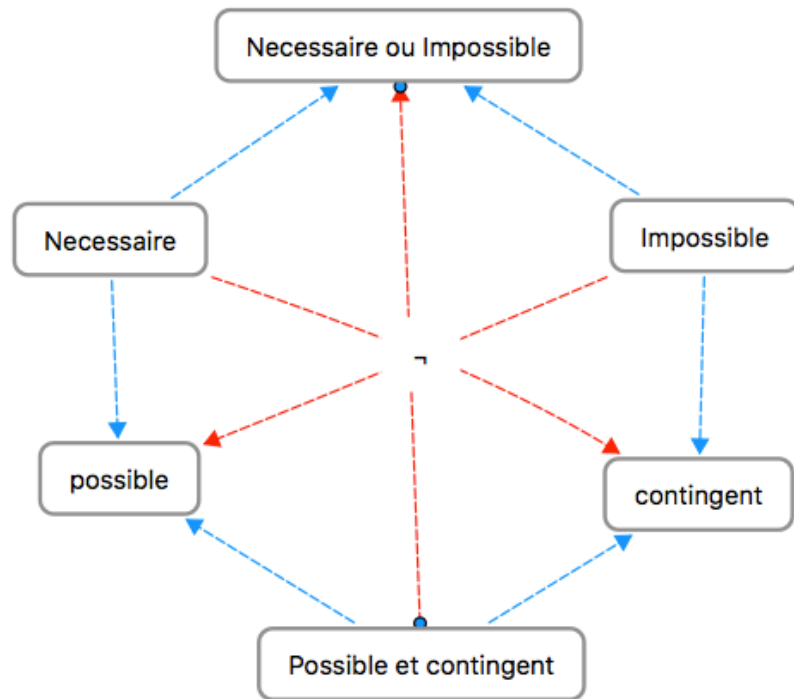 Necessaire ou Impossible
Necessaire
Impossible
¬
possible
contingent
Possible et contingent